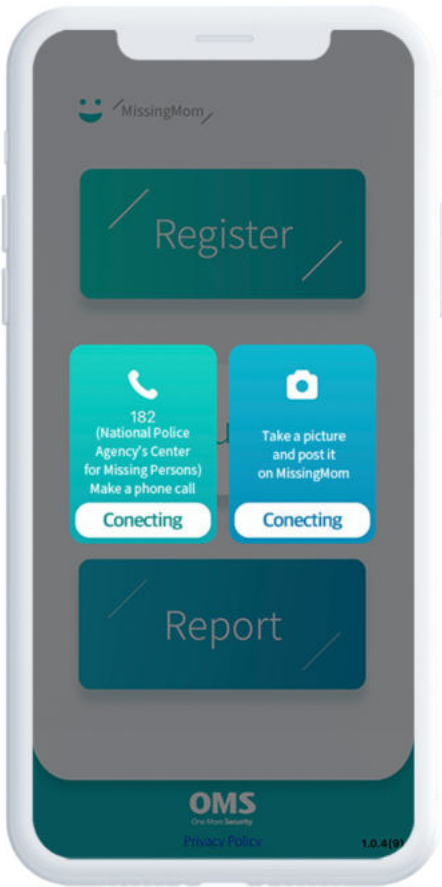 MissingMom
Register
182
(National Police
Agency's Center
for Missing Persons)
Make a phone call
Conecting
Take a picture
and post it
on MissingMom
Conecting
Report
OMS
One More Security
Privacy Policy
1.0.4(9)